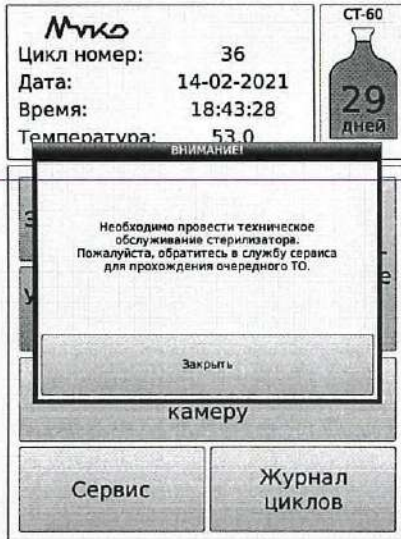 СТ-60
Цикл номер: 36
Дата: 14-02-2021
Время: 18:43:28
Температура: 53.0
29
дней
ВНИМАНИЕ!
Необходимо провести техническое
обслуживание стерилизатора.
Пожалуйста, обратитесь в службу сервиса
для прохождения очередного ТО.
Закрыть
камеру
Сервис
Журнал
циклов